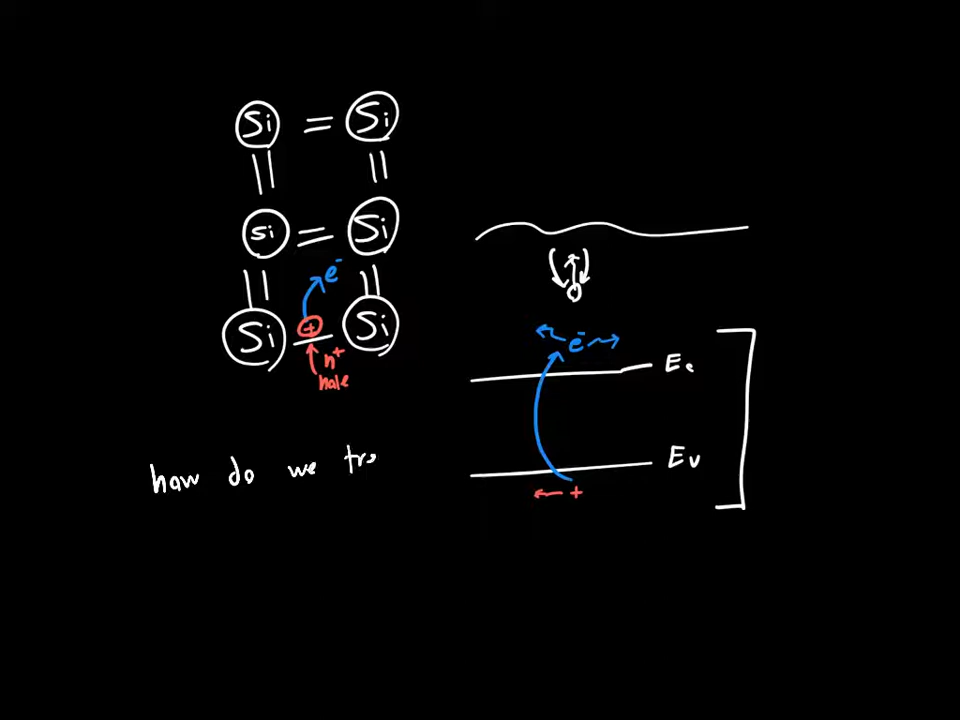 Si = Si
Si = Si
e⁻
Si + Si
h⁺
hole
e⁻
Ec
Ev
+
how do we